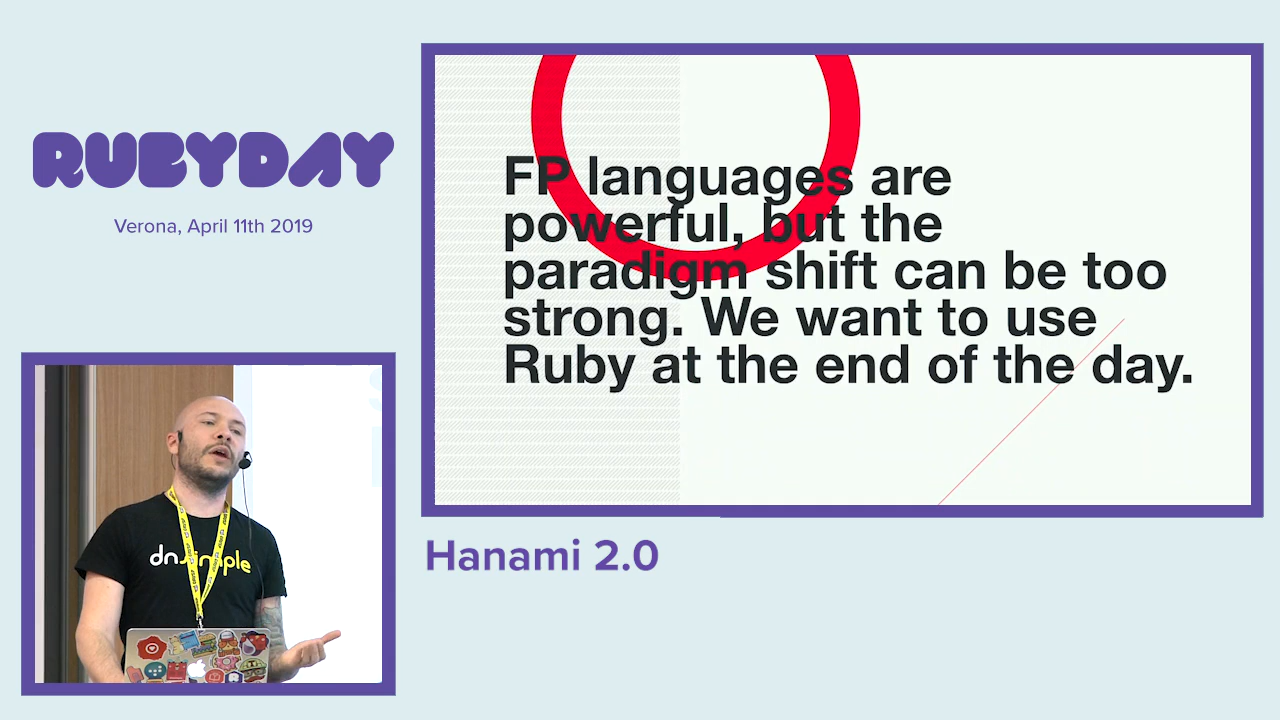 RUBYDAY
Verona, April 11th 2019
FP languages are
powerful, but the
paradigm shift can be too
strong. We want to use
Ruby at the end of the day.
dnsimple
Hanami 2.0